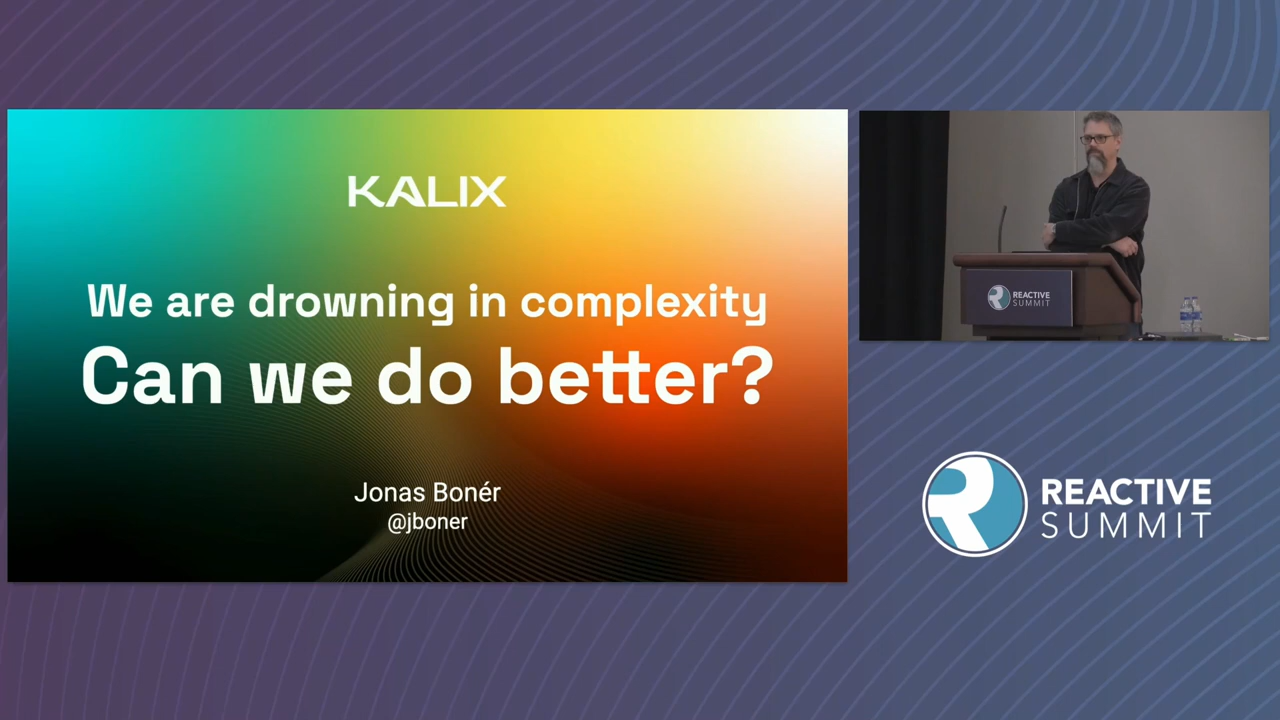 KALIX
We are drowning in complexity
Can we do better?
Jonas Bonér
@jboner
REACTIVE
SUMMIT
REACTIVE
SUMMIT